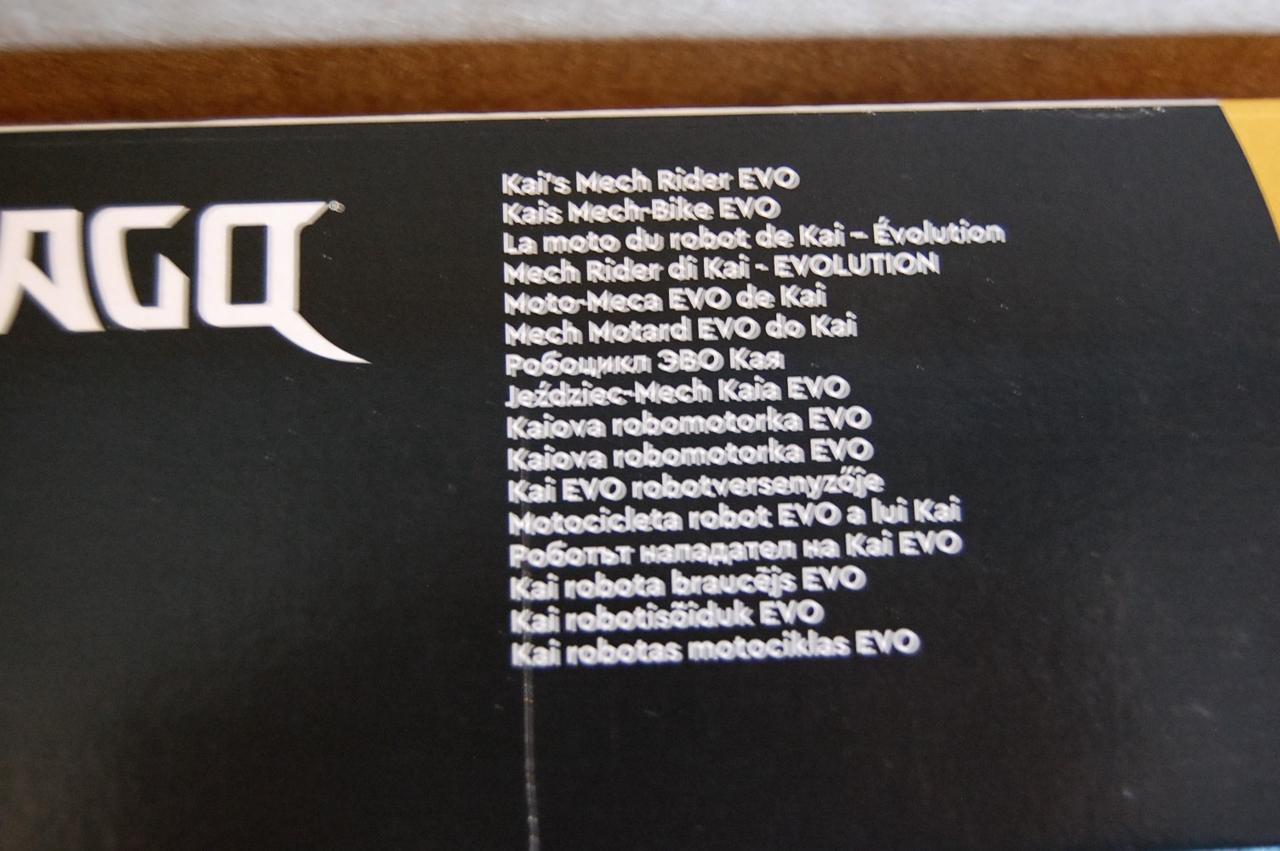 AGO
Kai's Mech Rider EVO
Kais Mech-Bike EVO
La moto du robot de Kai – Évolution
Mech Rider di Kai - EVOLUTION
Moto-Meca EVO de Kai
Mech Motard EVO do Kai
Робоцикл ЭВО Кая
Jeździec-Mech Kaia EVO
Kaiova robomotorka EVO
Kaiova robomotorka EVO
Kai EVO robotversenyzője
Motocicleta robot EVO a lui Kai
Роботът нападател на Kai EVO
Kai robota braucējs EVO
Kai robotisõiduk EVO
Kai robotas motociklas EVO